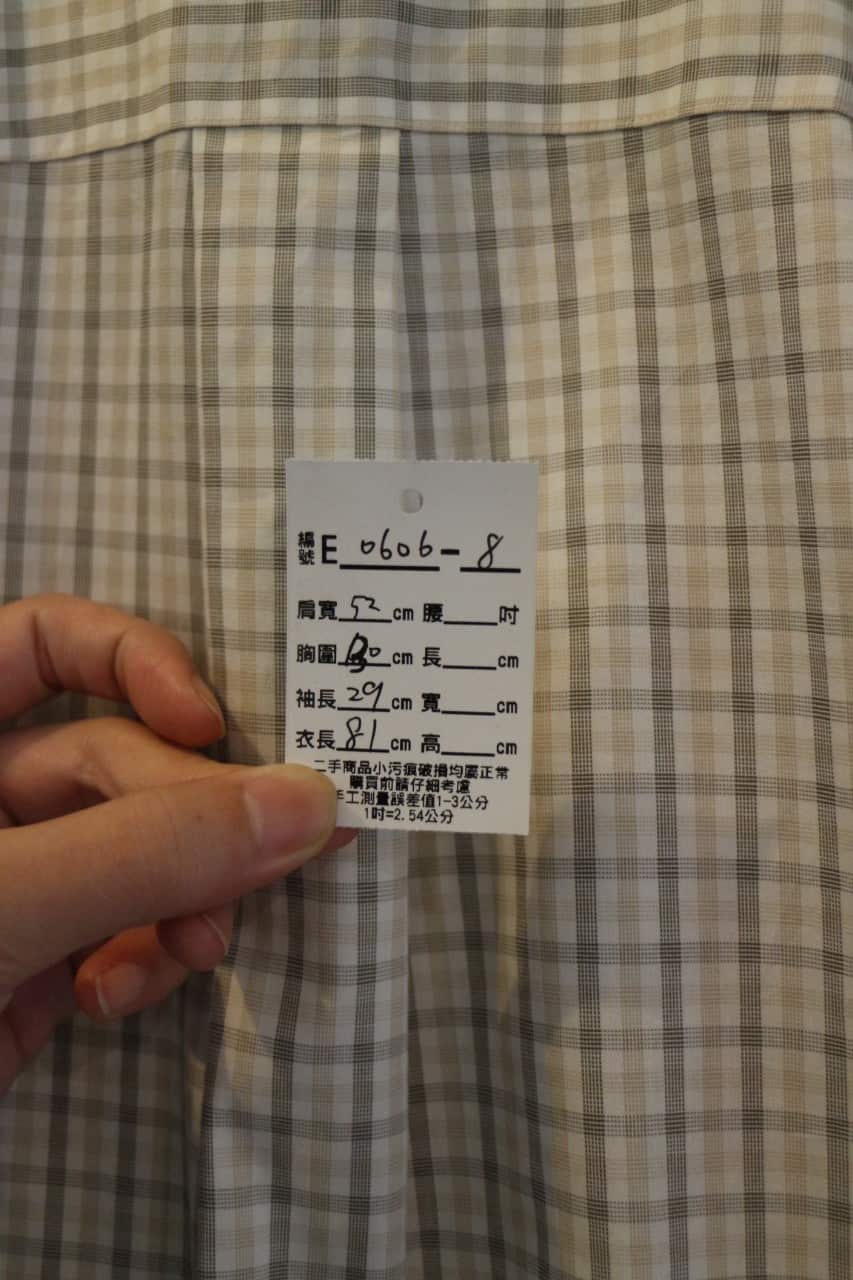 編號E 0606-8
肩寬 52 cm 腰 吋
胸圍 cm 長 cm
袖長 29 cm 寬 cm
衣長 81 cm 高 cm
二手商品小污痕破損均屬正常
購買前請仔細考慮
手工測量誤差值1-3公分
1吋=2.54公分